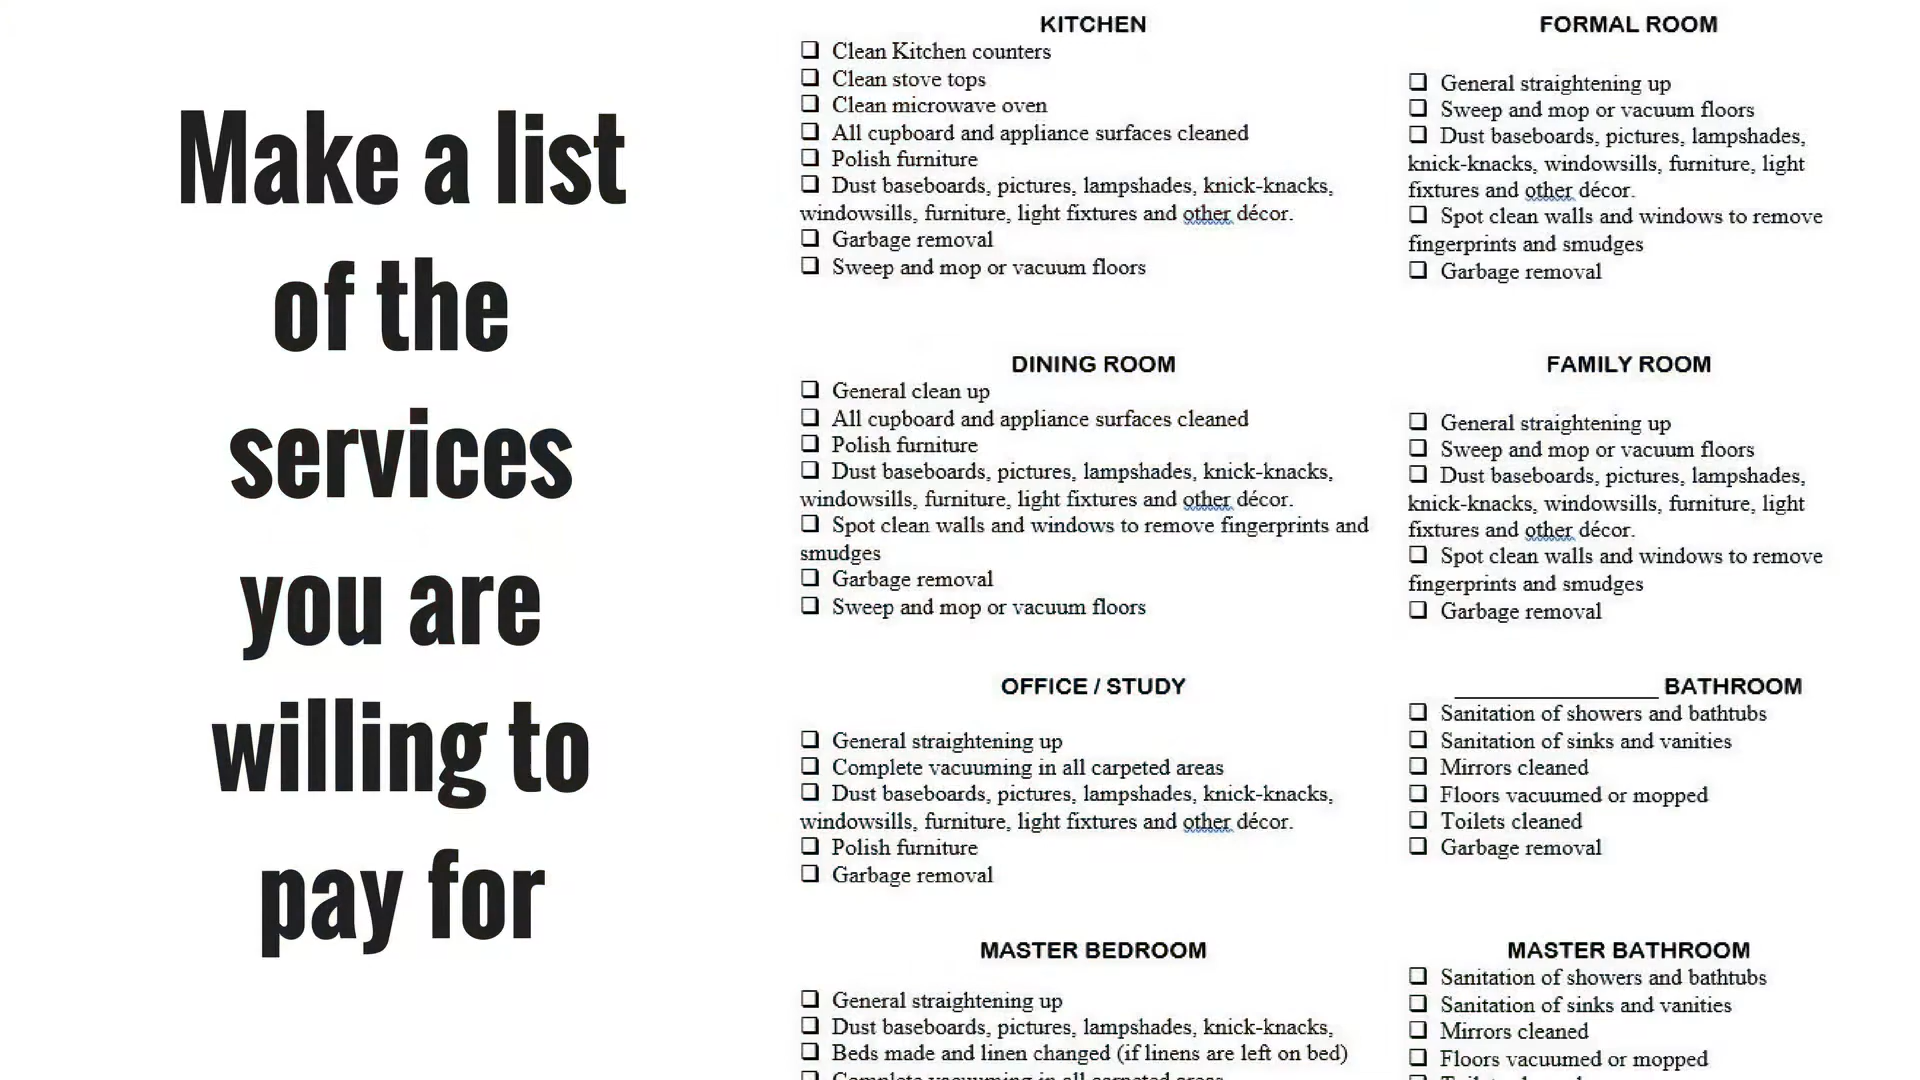 Make a list
of the
services
you are
willing to
pay for
KITCHEN
❑ Clean Kitchen counters
❑ Clean stove tops
❑ Clean microwave oven
❑ All cupboard and appliance surfaces cleaned
❑ Polish furniture
❑ Dust baseboards, pictures, lampshades, knick-knacks,
windowsills, furniture, light fixtures and other décor.
❑ Garbage removal
❑ Sweep and mop or vacuum floors
DINING ROOM
❑ General clean up
❑ All cupboard and appliance surfaces cleaned
❑ Polish furniture
❑ Dust baseboards, pictures, lampshades, knick-knacks,
windowsills, furniture, light fixtures and other décor.
❑ Spot clean walls and windows to remove fingerprints and
smudges
❑ Garbage removal
❑ Sweep and mop or vacuum floors
OFFICE / STUDY
❑ General straightening up
❑ Complete vacuuming in all carpeted areas
❑ Dust baseboards, pictures, lampshades, knick-knacks,
windowsills, furniture, light fixtures and other décor.
❑ Polish furniture
❑ Garbage removal
MASTER BEDROOM
❑ General straightening up
❑ Dust baseboards, pictures, lampshades, knick-knacks,
❑ Beds made and linen changed (if linens are left on bed)
❑ Complete vacuuming in all carpeted areas
FORMAL ROOM
❑ General straightening up
❑ Sweep and mop or vacuum floors
❑ Dust baseboards, pictures, lampshades,
knick-knacks, windowsills, furniture, light
fixtures and other décor.
❑ Spot clean walls and windows to remove
fingerprints and smudges
❑ Garbage removal
FAMILY ROOM
❑ General straightening up
❑ Sweep and mop or vacuum floors
❑ Dust baseboards, pictures, lampshades,
knick-knacks, windowsills, furniture, light
fixtures and other décor.
❑ Spot clean walls and windows to remove
fingerprints and smudges
❑ Garbage removal
_________________ BATHROOM
❑ Sanitation of showers and bathtubs
❑ Sanitation of sinks and vanities
❑ Mirrors cleaned
❑ Floors vacuumed or mopped
❑ Toilets cleaned
❑ Garbage removal
MASTER BATHROOM
❑ Sanitation of showers and bathtubs
❑ Sanitation of sinks and vanities
❑ Mirrors cleaned
❑ Floors vacuumed or mopped